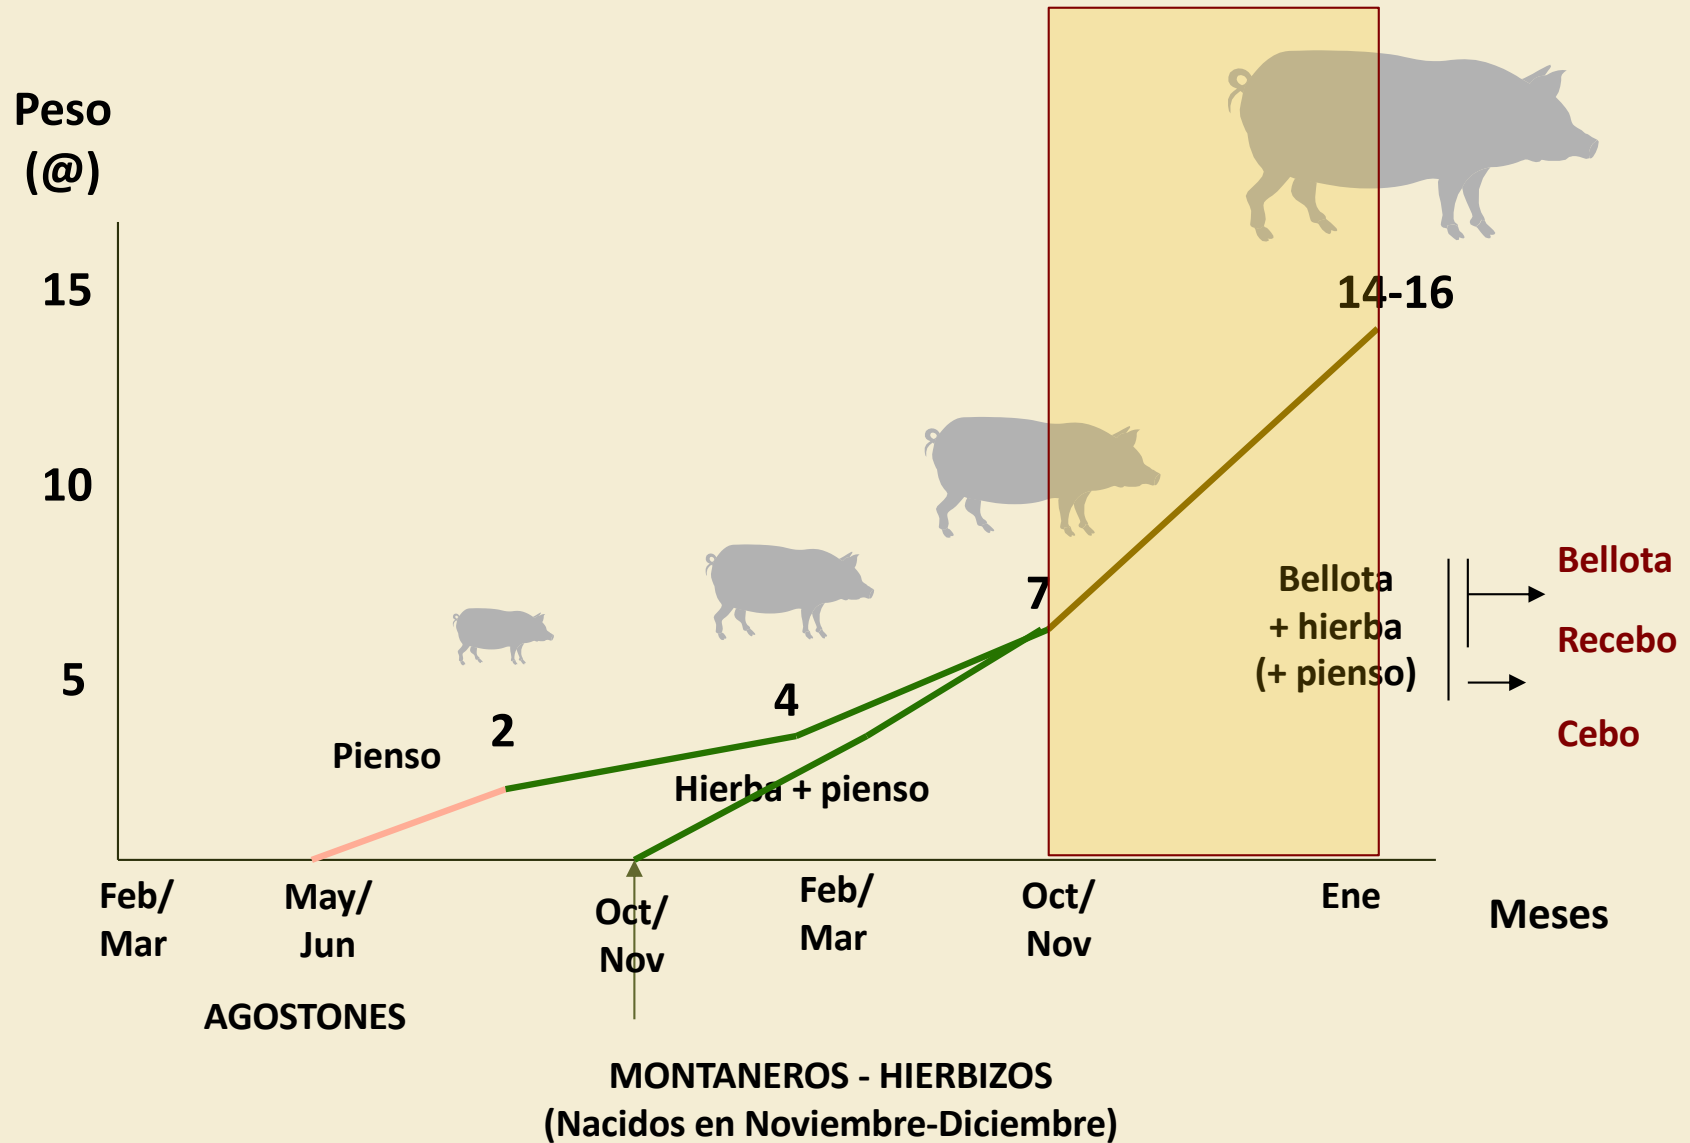 Peso
(@)
15
10
5
14-16
7
4
2
Pienso
Hierba + pienso
Bellota
+ hierba
(+ pienso)
Bellota
Recebo
Cebo
Feb/
Mar
May/
Jun
Oct/
Nov
Feb/
Mar
Oct/
Nov
Ene
Meses
AGOSTONES
MONTANEROS - HIERBIZOS
(Nacidos en Noviembre-Diciembre)